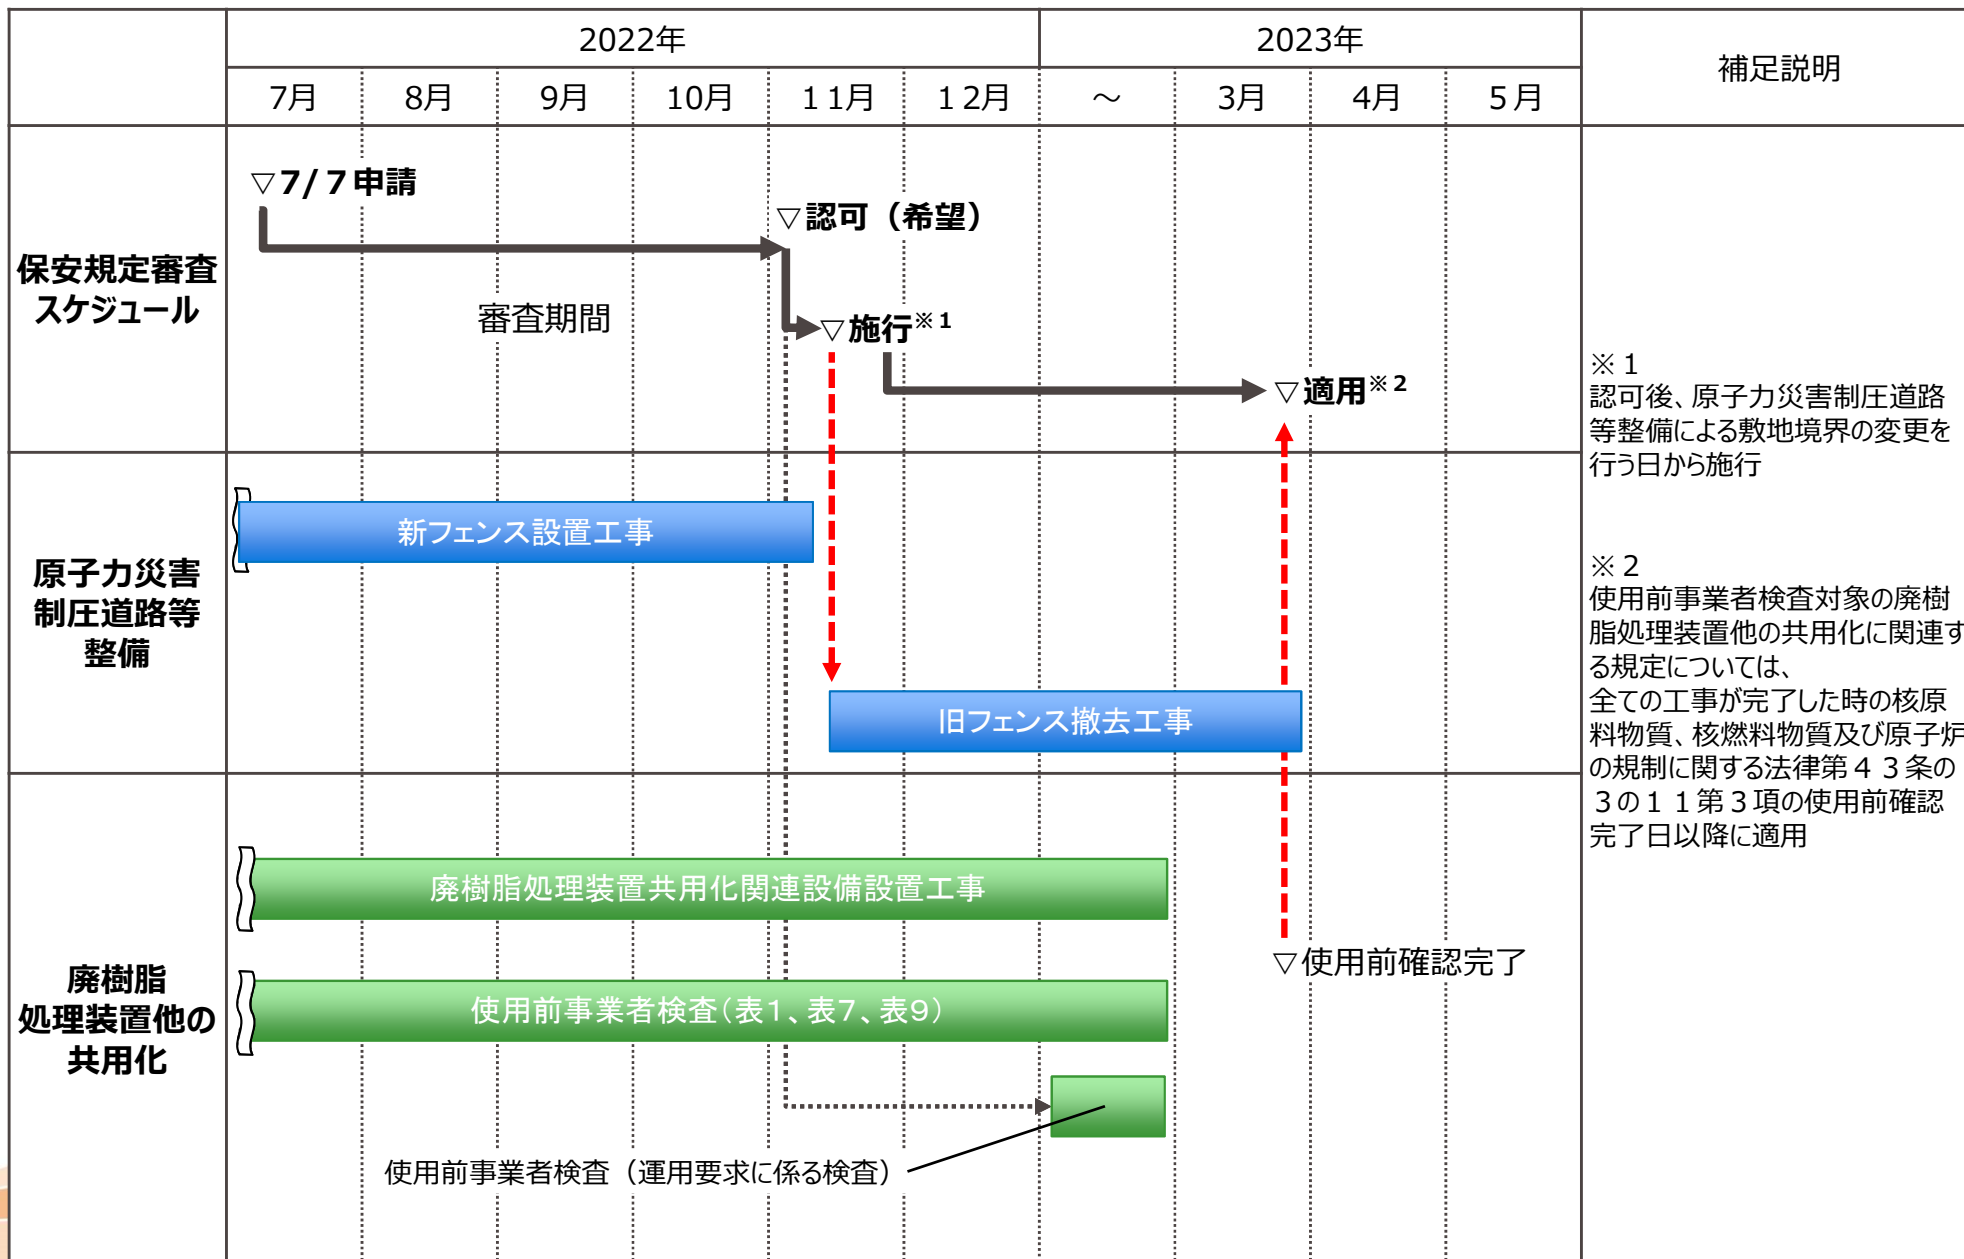 2022年
2023年
補足説明
7月
8月
9月
10月
１１月
１２月
～
3月
4月
５月
保安規定審査
スケジュール
▽7/７申請
▽認可（希望）
審査期間
▽施行※１
▽適用※２
原子力災害
制圧道路等
整備
新フェンス設置工事
旧フェンス撤去工事
廃樹脂
処理装置他の
共用化
廃樹脂処理装置共用化関連設備設置工事
▽使用前確認完了
使用前事業者検査（表１、表７、表９）
使用前事業者検査（運用要求に係る検査）
※１
認可後、原子力災害制圧道路
等整備による敷地境界の変更を
行う日から施行
※２
使用前事業者検査対象の廃樹
脂処理装置他の共用化に関連す
る規定については、
全ての工事が完了した時の核原
料物質、核燃料物質及び原子炉
の規制に関する法律第４３条の
３の１１第３項の使用前確認
完了日以降に適用